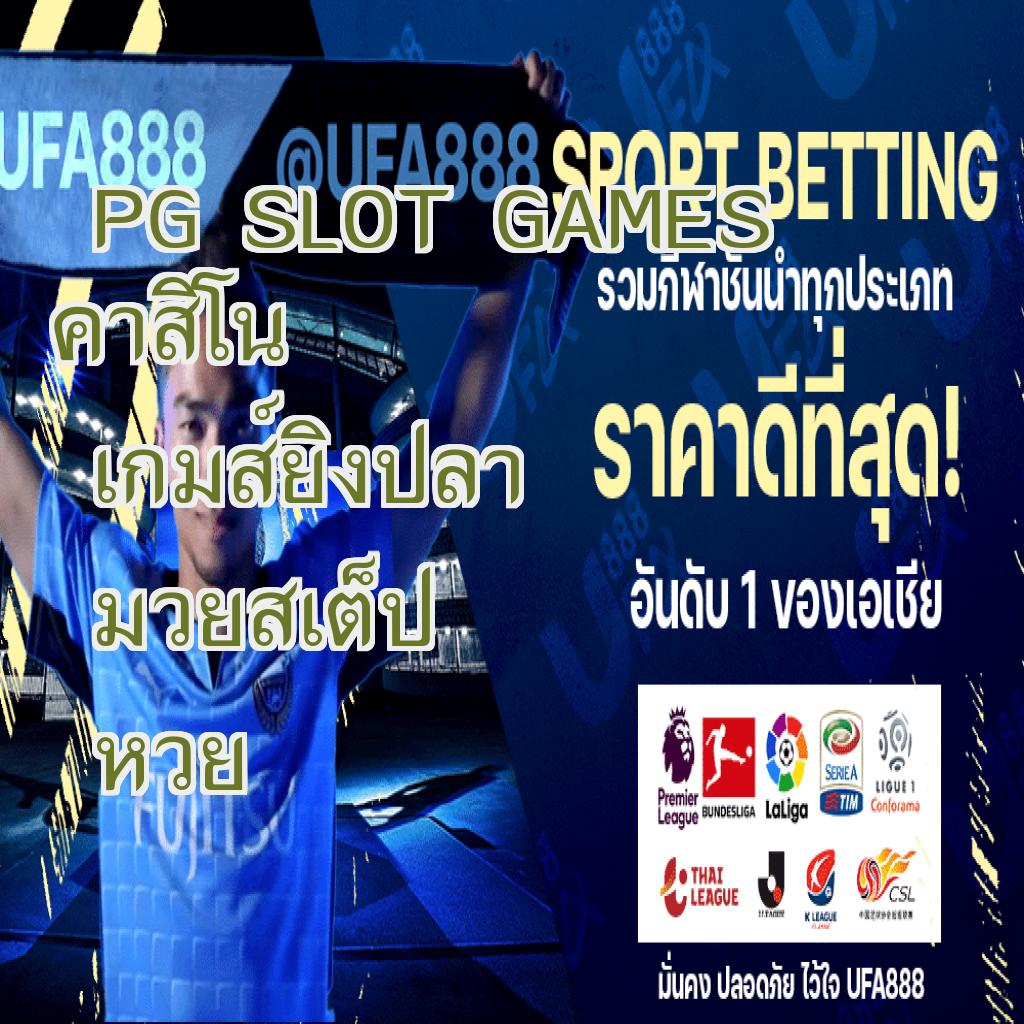 UFA888
@UFA888
SPORT BETTING
PG SLOT GAMES
รวมกีฬาชั้นนำทุกประเภท
คาสิโน
ราคาดีที่สุด!
เกมส์ยิงปลา
อันดับ 1 ของเอเชีย
มวยสเต็ป
หวย
FUJITSU
Premier League
BUNDESLIGA
LaLiga
SERIE A
TIM
LIGUE 1
Conforama
THAI LEAGUE
J.LEAGUE
K LEAGUE
CSL
มั่นคง ปลอดภัย ไว้ใจ UFA888